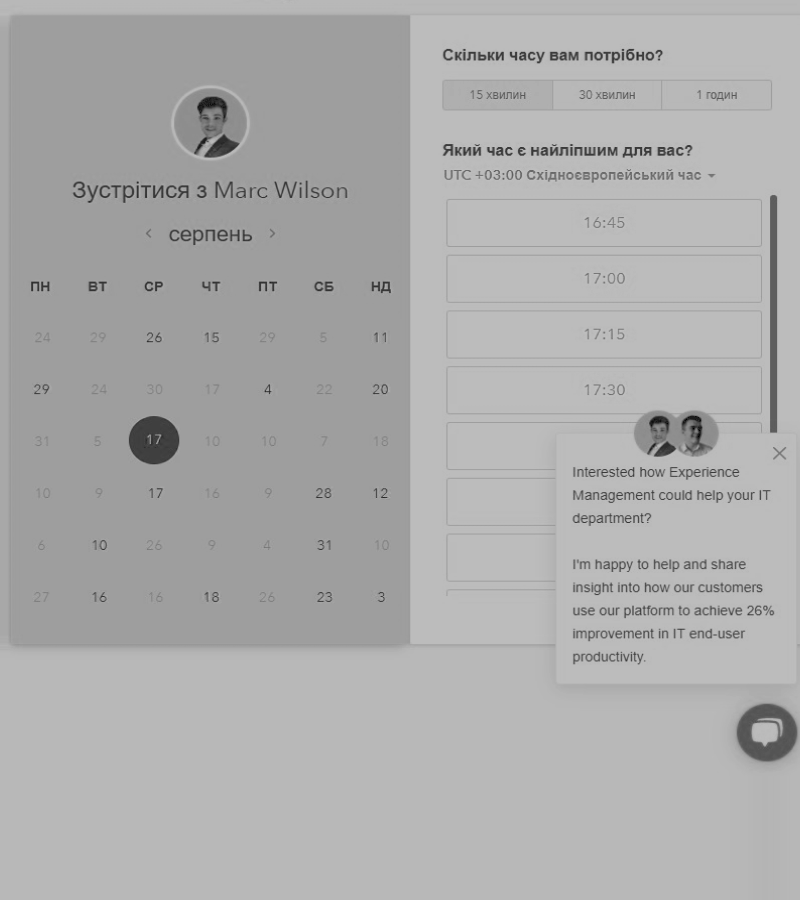 Зустрітися з Marc Wilson
серпень
ПН ВТ СР ЧТ ПТ СБ НД
24 29 26 15 29 5 11
29 24 30 17 4 22 20
31 5 17 10 10 7 18
10 9 17 16 9 28 12
6 10 26 9 4 31 10
27 16 16 18 26 23 3
Скільки часу вам потрібно?
15 хвилин 30 хвилин 1 годин
Який час є найліпшим для вас?
UTC +03:00 Східноєвропейський час
16:45
17:00
17:15
17:30
Interested how Experience
Management could help your IT
department?
I'm happy to help and share
insight into how our customers
use our platform to achieve 26%
improvement in IT end-user
productivity.